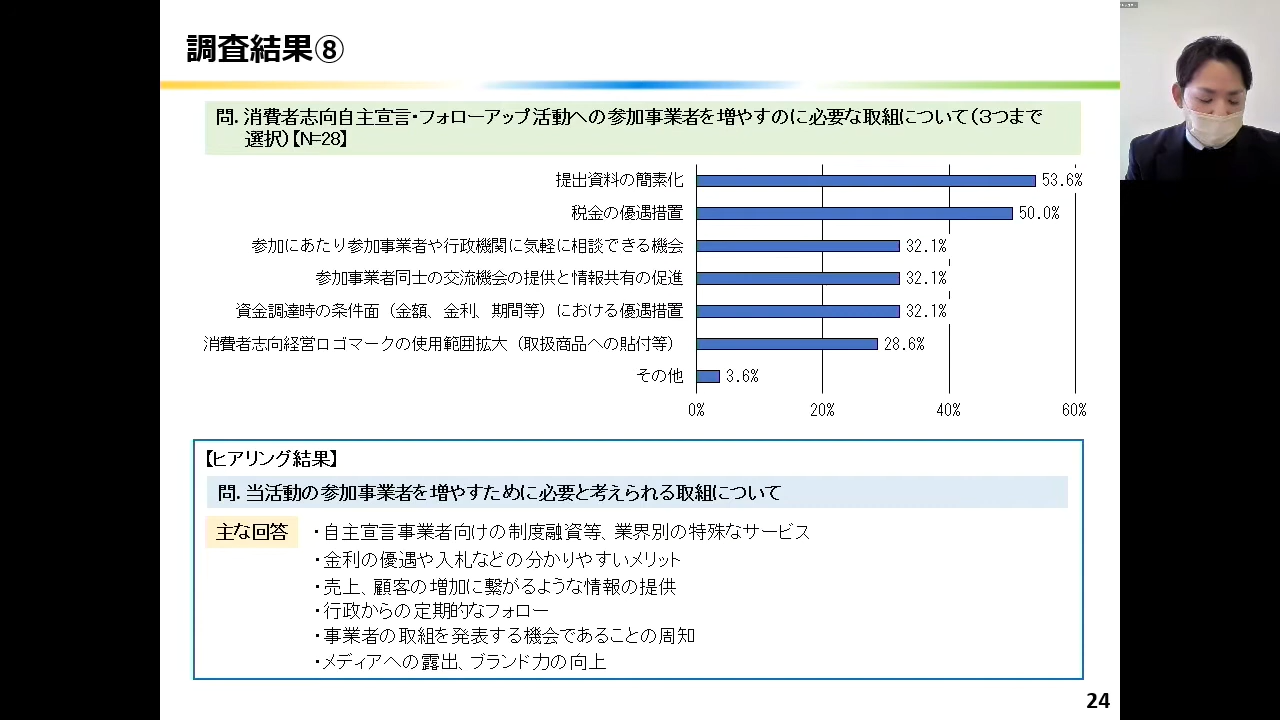 調査結果⑧
問. 消費者志向自主宣言・フォローアップ活動への参加事業者を増やすのに必要な取組について(3つまで
選択)【N=28】
提出資料の簡素化 53.6%
税金の優遇措置 50.0%
参加にあたり参加事業者や行政機関に気軽に相談できる機会 32.1%
参加事業者同士の交流機会の提供と情報共有の促進 32.1%
資金調達時の条件面（金額、金利、期間等）における優遇措置 32.1%
消費者志向経営ロゴマークの使用範囲拡大（取扱商品への貼付等） 28.6%
その他 3.6%
0% 20% 40% 60%
【ヒアリング結果】
問. 当活動の参加事業者を増やすために必要と考えられる取組について
主な回答 ・自主宣言事業者向けの制度融資等、業界別の特殊なサービス
・金利の優遇や入札などの分かりやすいメリット
・売上、顧客の増加に繋がるような情報の提供
・行政からの定期的なフォロー
・事業者の取組を発表する機会であることの周知
・メディアへの露出、ブランド力の向上
24